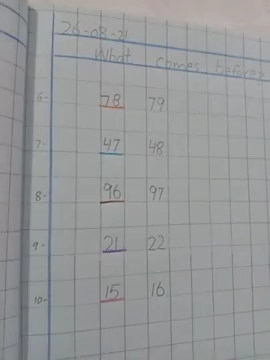 26-08-21
What comes before?
6- 78 79
7- 47 48
8- 96 97
9- 21 22
10- 15 16